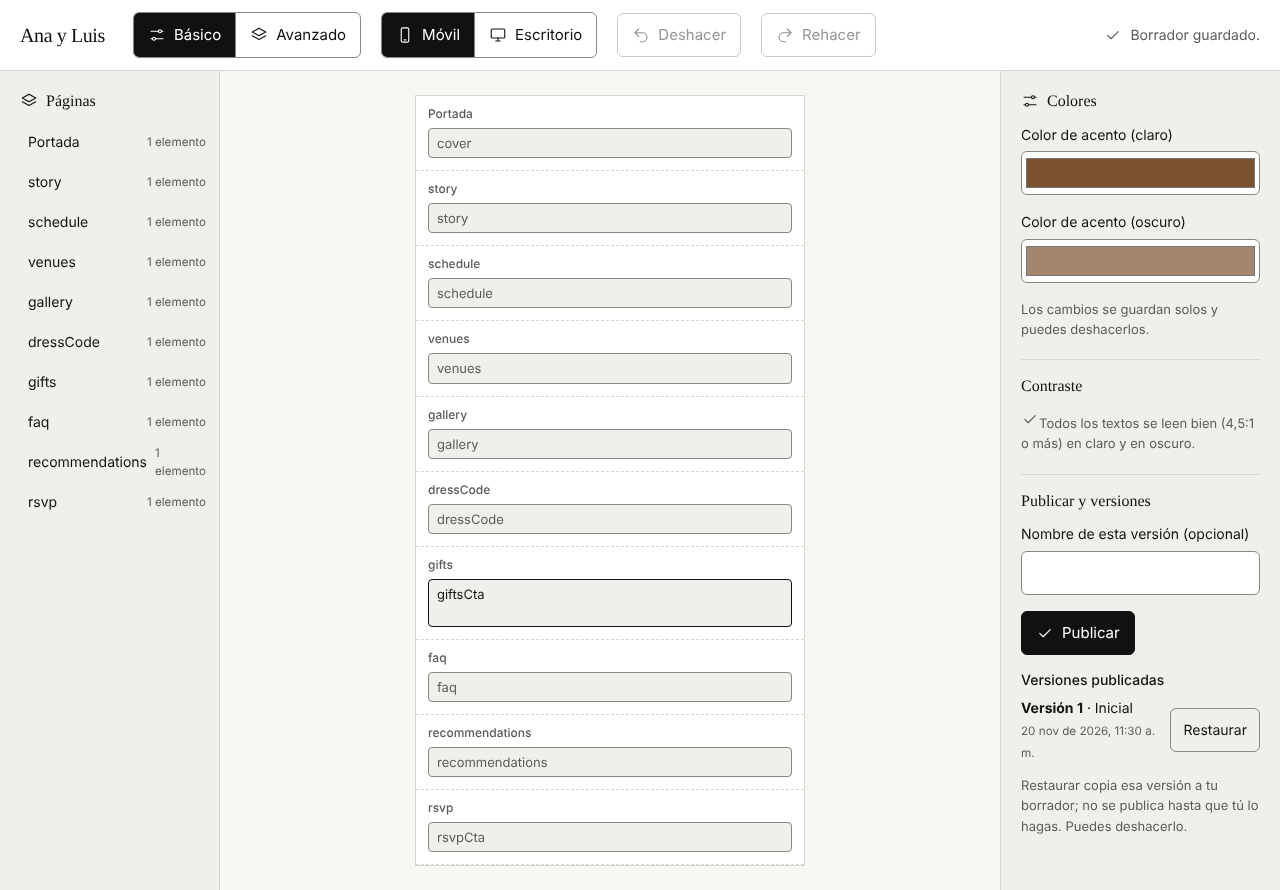 Ana y Luis
Básico
Avanzado
Móvil
Escritorio
Deshacer
Rehacer
Borrador guardado.
Páginas
Portada 1 elemento
story 1 elemento
schedule 1 elemento
venues 1 elemento
gallery 1 elemento
dressCode 1 elemento
gifts 1 elemento
faq 1 elemento
recommendations 1
elemento
rsvp 1 elemento
Portada
cover
story
story
schedule
schedule
venues
venues
gallery
gallery
dressCode
dressCode
gifts
giftsCta
faq
faq
recommendations
recommendations
rsvp
rsvpCta
Colores
Color de acento (claro)
Color de acento (oscuro)
Los cambios se guardan solos y
puedes deshacerlos.
Contraste
Todos los textos se leen bien (4,5:1
o más) en claro y en oscuro.
Publicar y versiones
Nombre de esta versión (opcional)
Publicar
Versiones publicadas
Versión 1 · Inicial
20 nov de 2026, 11:30 a.
m.
Restaurar
Restaurar copia esa versión a tu
borrador; no se publica hasta que tú lo
hagas. Puedes deshacerlo.